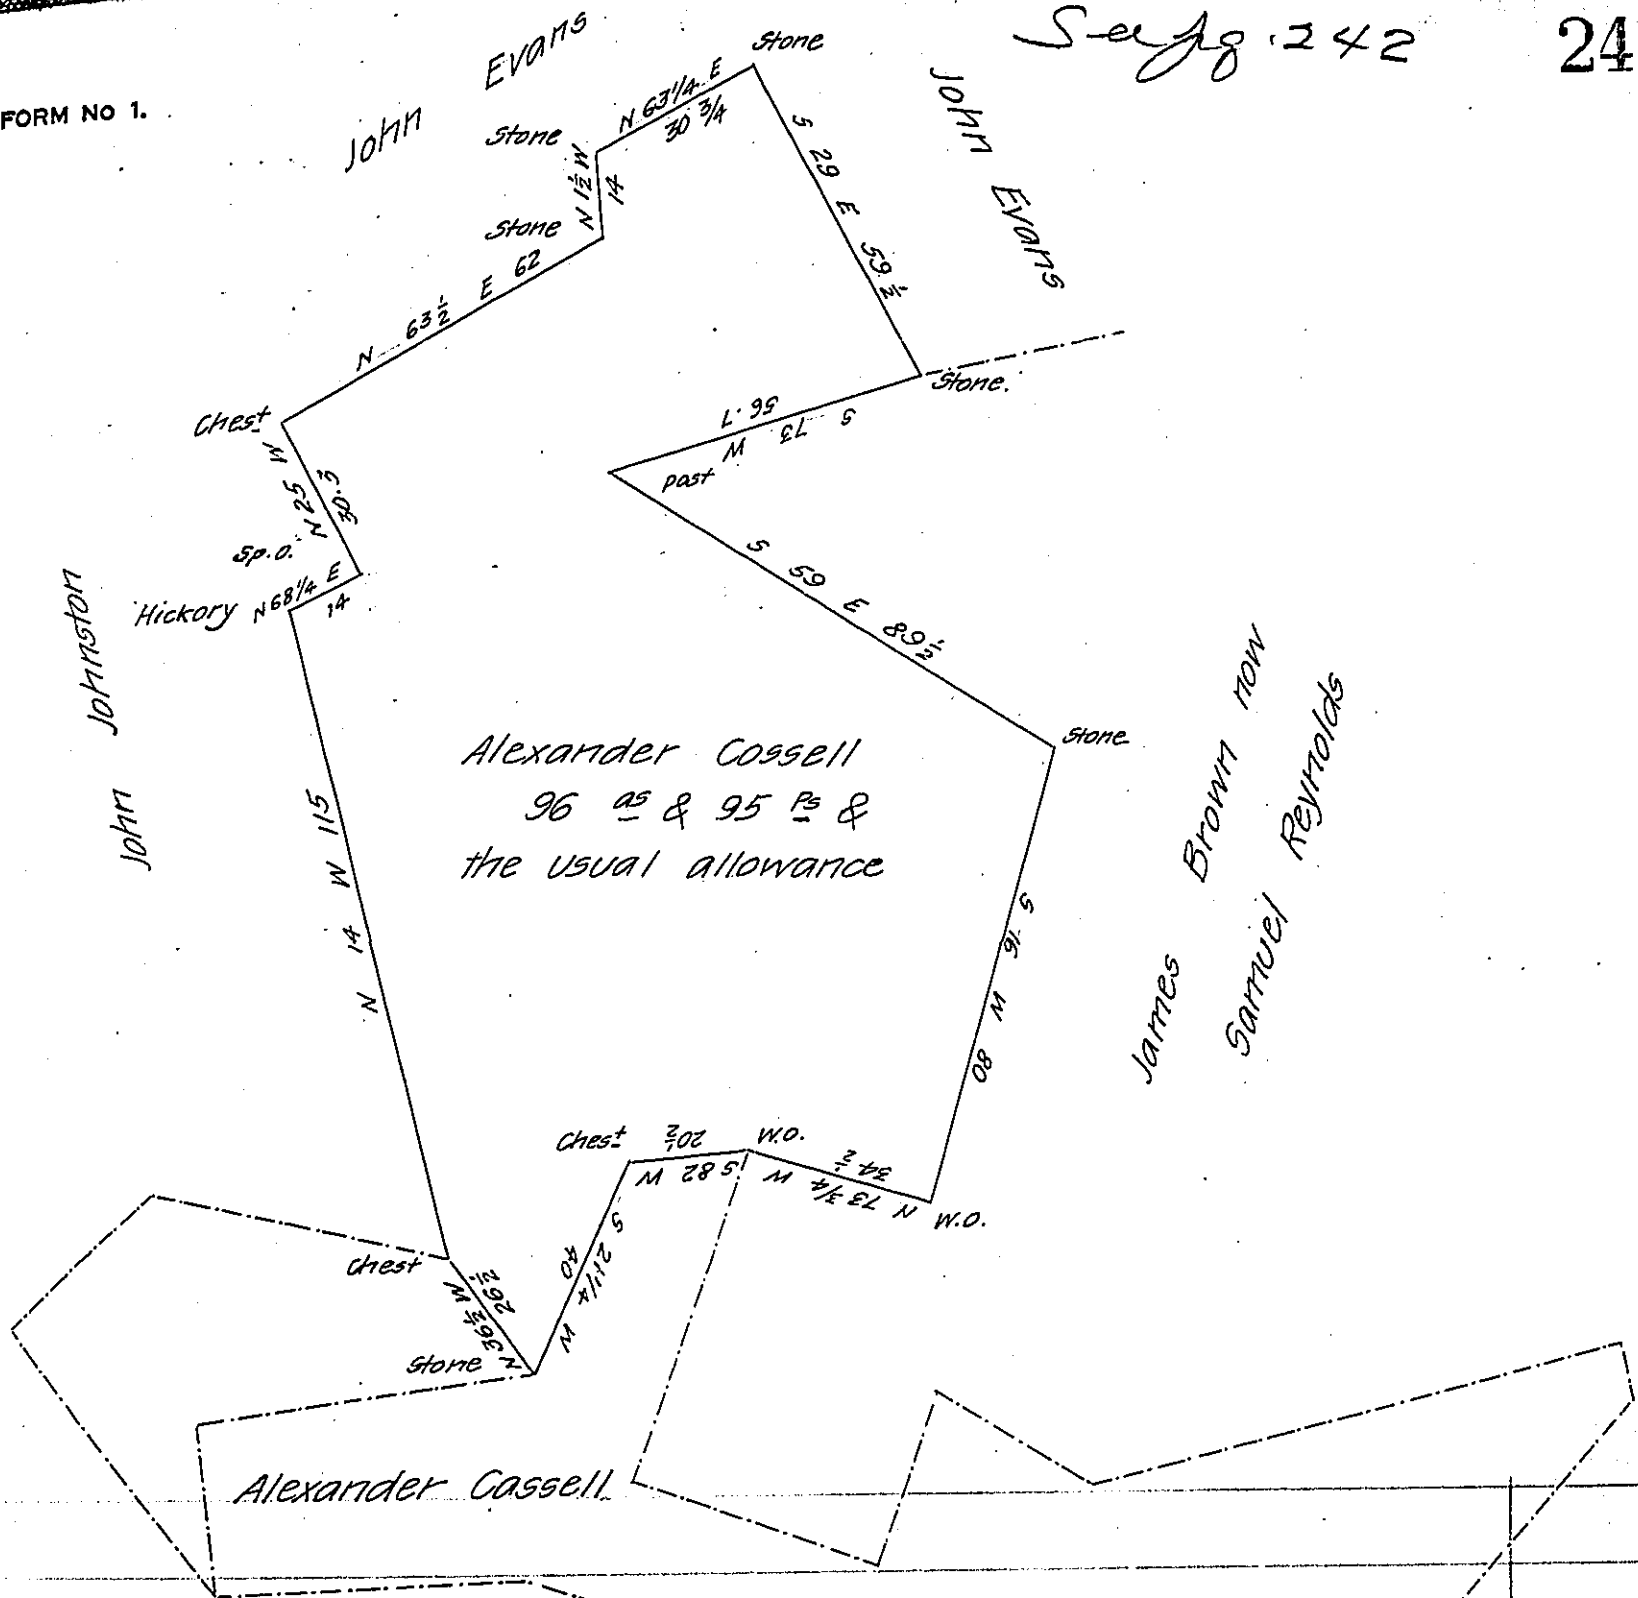 See pg. 242
24
FORM NO 1.
John Evans
John Evans
Stone
N 63 1/4 E
30 3/4
Stone
N 1 1/2 W
14
Stone
N 63 1/2 E 62
S 29 E 59 1/2
Stone.
S 73 W
56.7
post
Chest
N 25 W
30.3
Sp.O.
Hickory
N 68 1/4 E
14
S 59 E 89 1/2
Stone
John Johnston
N 14 W 115
Alexander Cossell
96 as & 95 Ps &
the usual allowance
S 16 W 80
James Brown now
Samuel Reynolds
Chest
20 1/2
S 82 W
W.O.
34 1/2
N 73 3/4 W
W.O.
Chest
N 36 1/2 W
26 1/2
Stone
S 21 1/4 W
40
Alexander Cassell